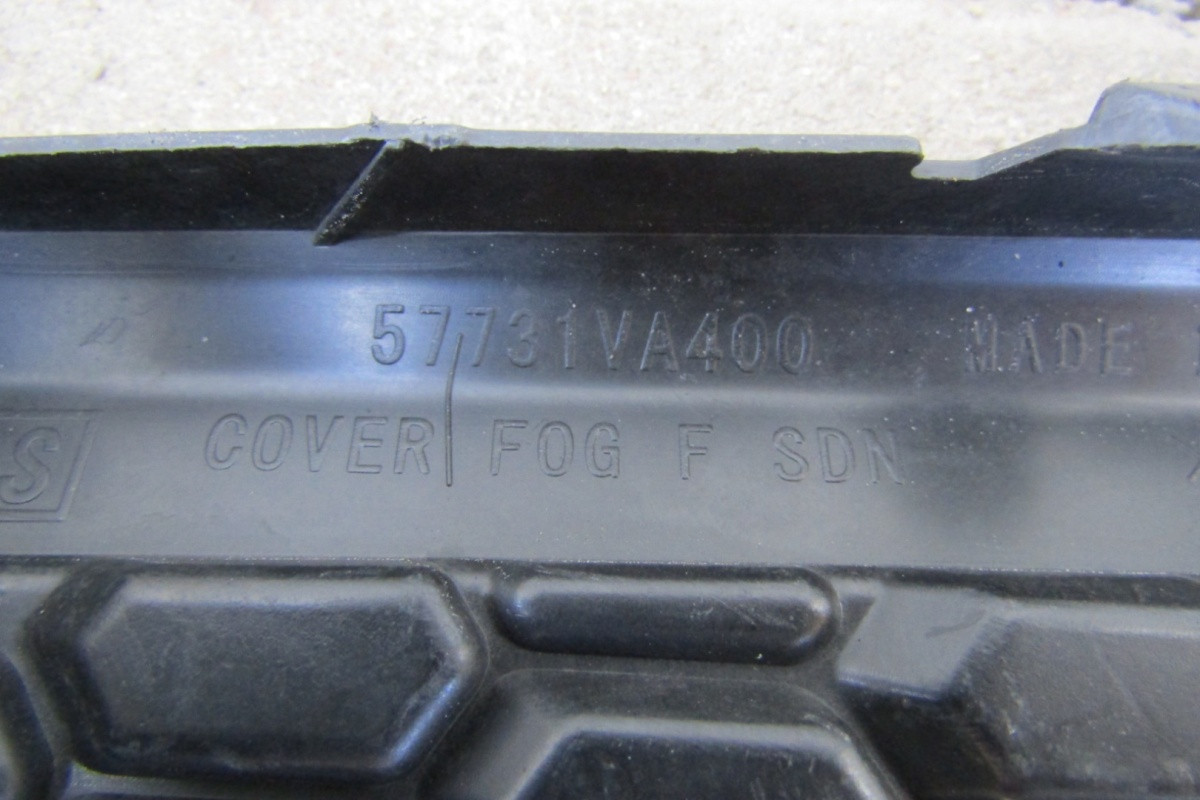 57731VA400 MADE
COVER FOG F SDN
S